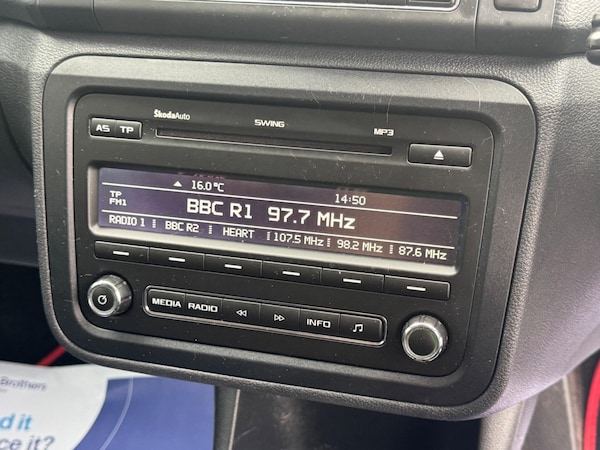 ŠkodaAuto SWING MP3
AS TP
16.0°C 14:50
TP
FM1
BBC R1 97.7 MHz
RADIO 1 BBC R2 HEART 107.5 MHz 98.2 MHz 87.6 MHz
MEDIA RADIO INFO
Brothers
d it
ce it?